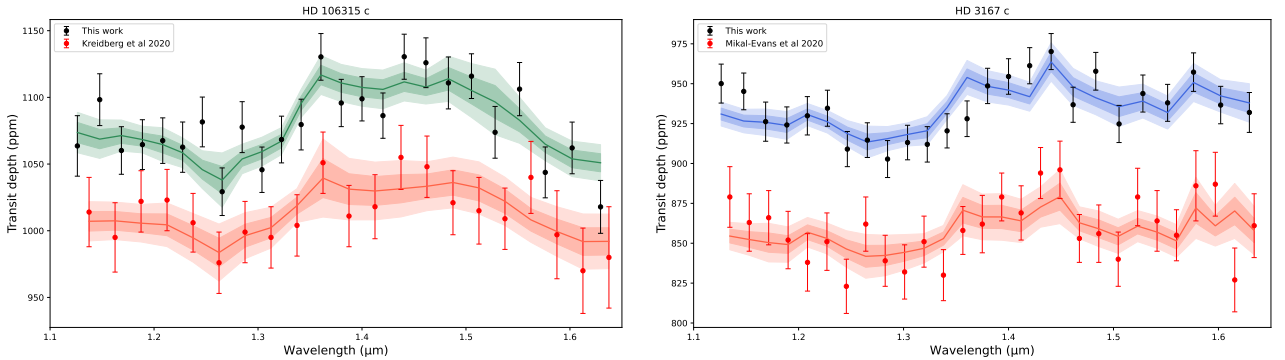 HD 106315 c
This work
Kreidberg et al 2020
Transit depth (ppm)
1150
1100
1050
1000
950
1.1
1.2
1.3
1.4
1.5
1.6
Wavelength (μm)
HD 3167 c
This work
Mikal-Evans et al 2020
Transit depth (ppm)
975
950
925
900
875
850
825
800
1.1
1.2
1.3
1.4
1.5
1.6
Wavelength (μm)